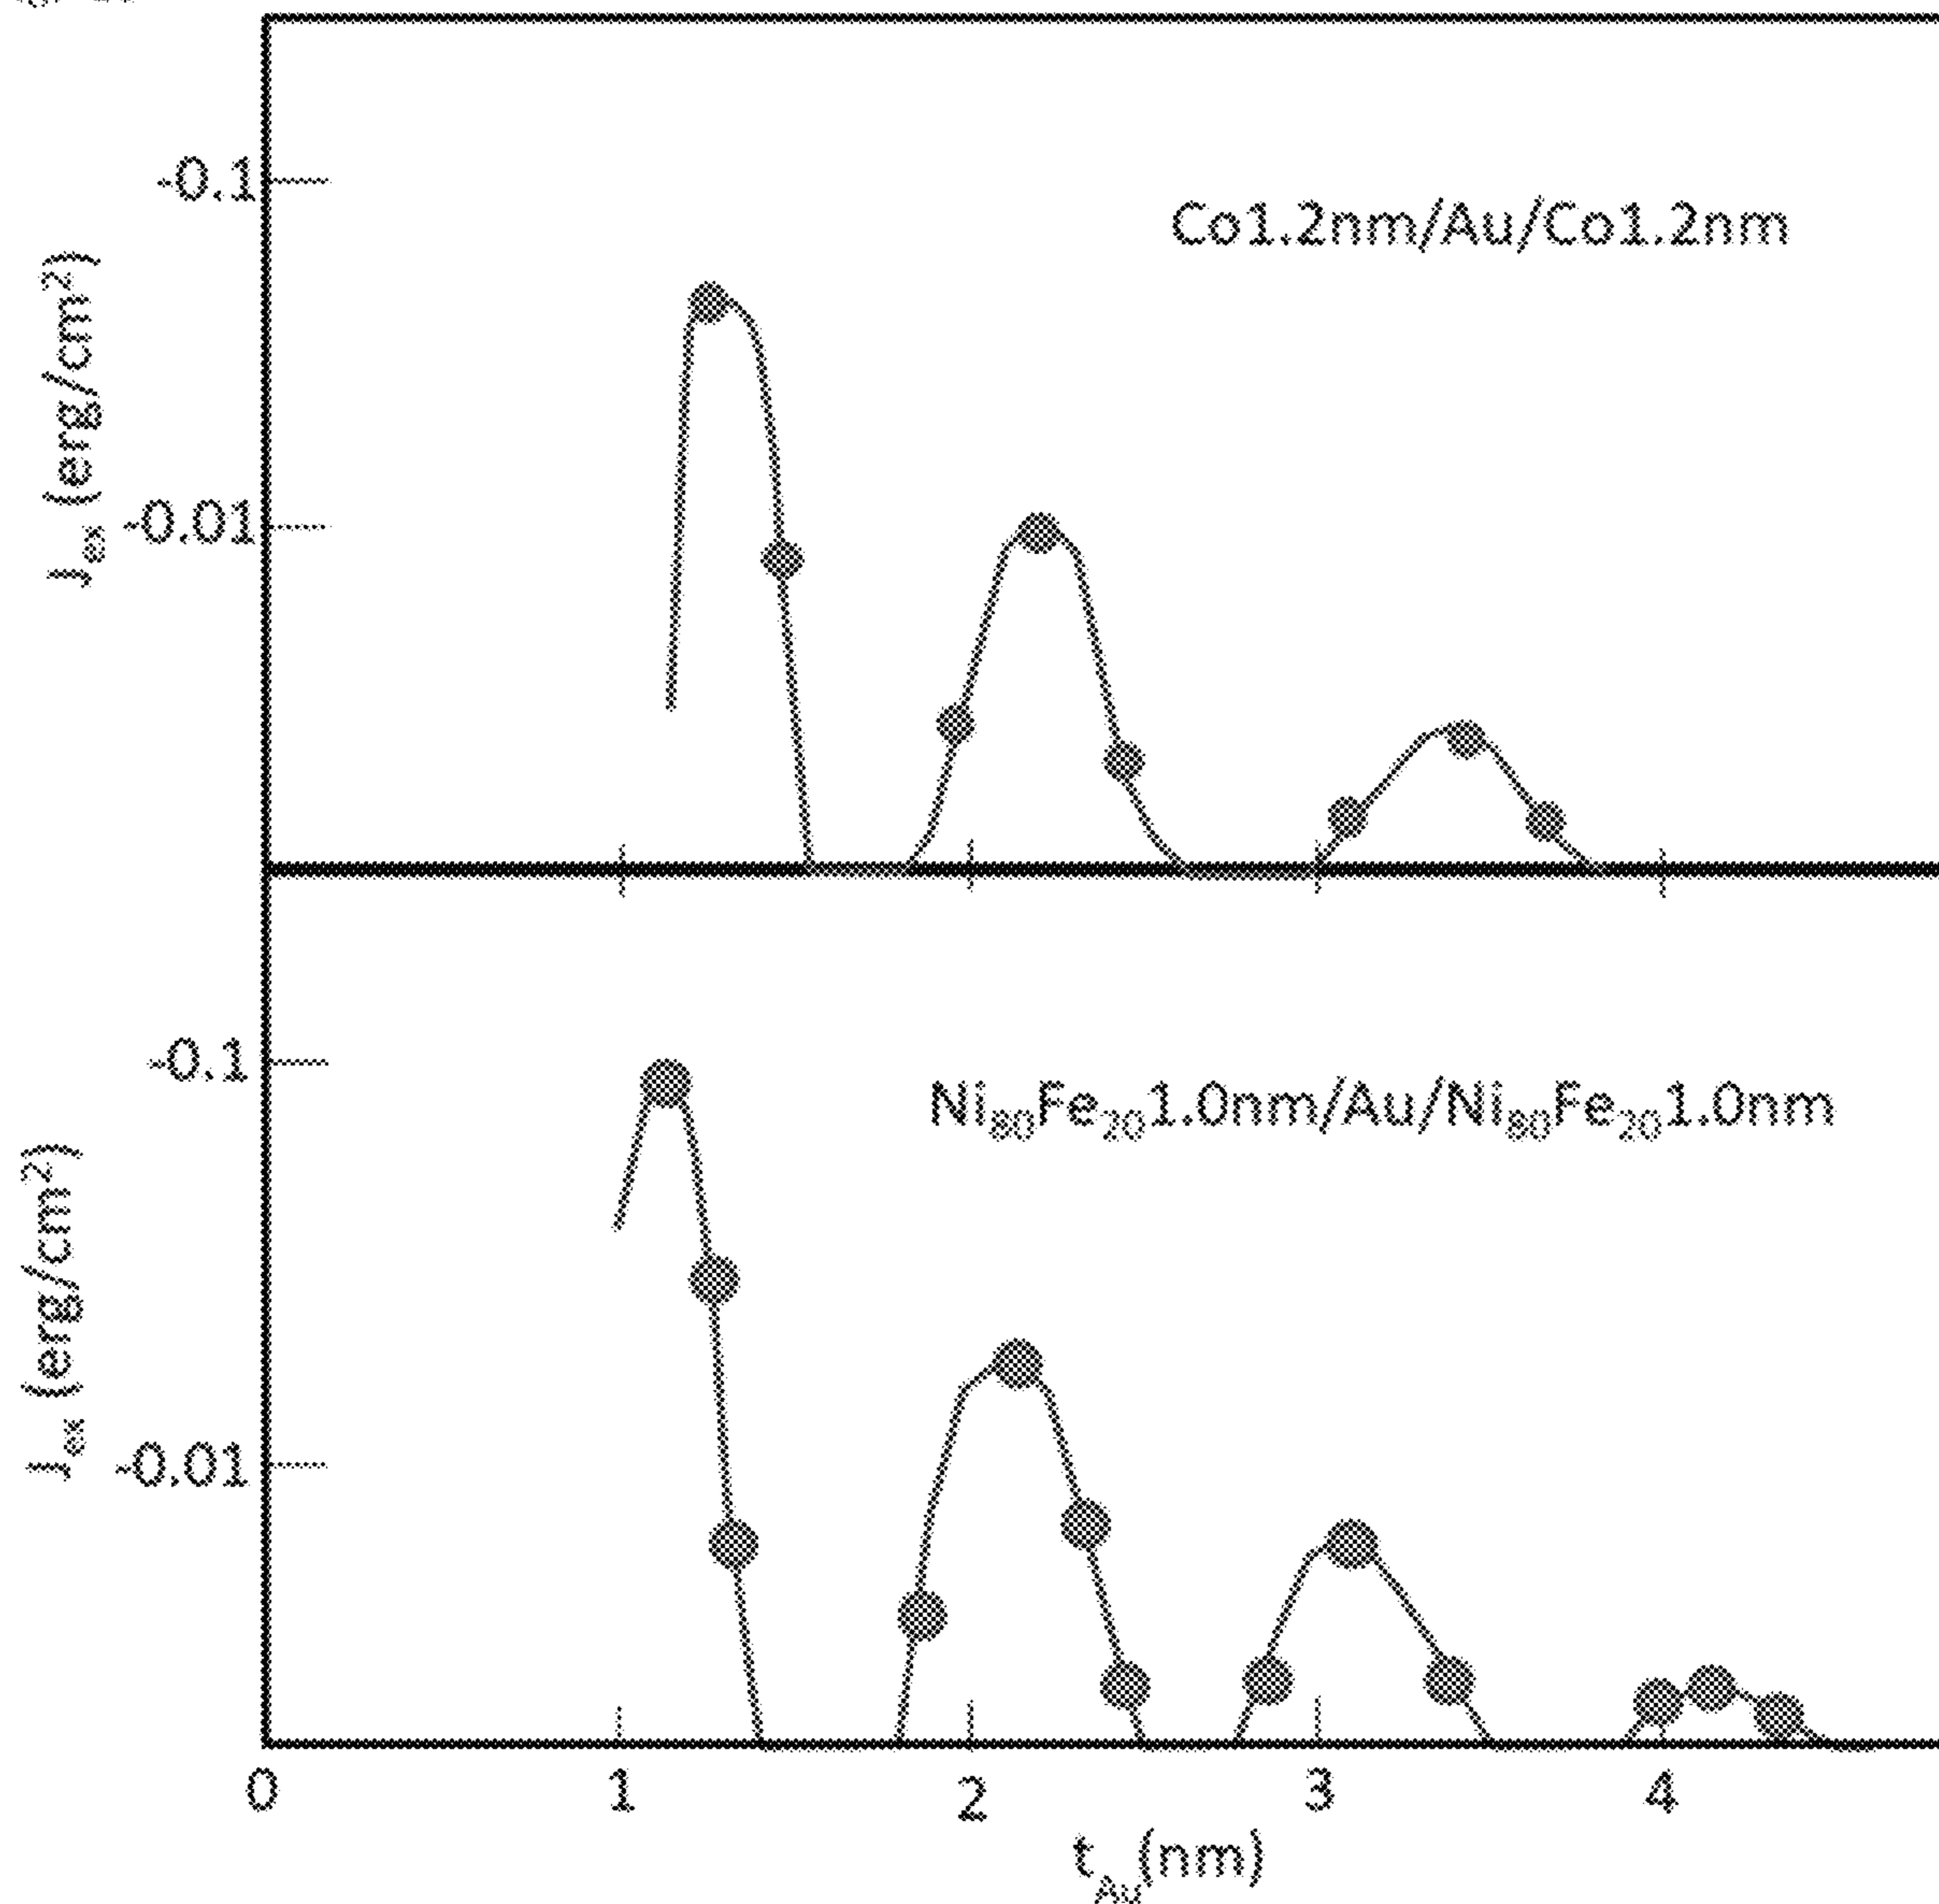 -0.1
Co1.2nm/Au/Co1.2nm
Jex (erg/cm²)
-0.01
-0.1
Ni₈₀Fe₂₀1.0nm/Au/Ni₈₀Fe₂₀1.0nm
Jex (erg/cm²)
-0.01
0 1 2 3 4
tAu(nm)